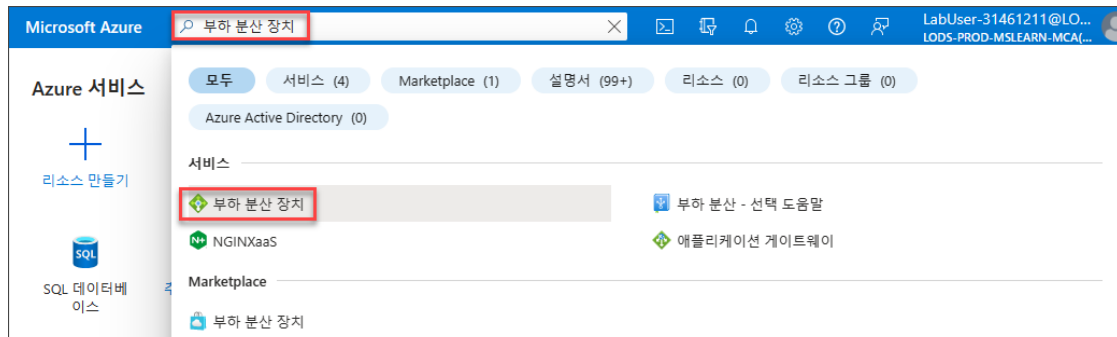 Microsoft Azure
부하 분산 장치
LabUser-31461211@LO...
LODS-PROD-MSLEARN-MCA(...
Azure 서비스
리소스 만들기
SQL
SQL 데이터베
이스
모두
서비스 (4)
Marketplace (1)
설명서 (99+)
리소스 (0)
리소스 그룹 (0)
Azure Active Directory (0)
서비스
부하 분산 장치
부하 분산 - 선택 도움말
N+
NGINXaaS
애플리케이션 게이트웨이
Marketplace
부하 분산 장치